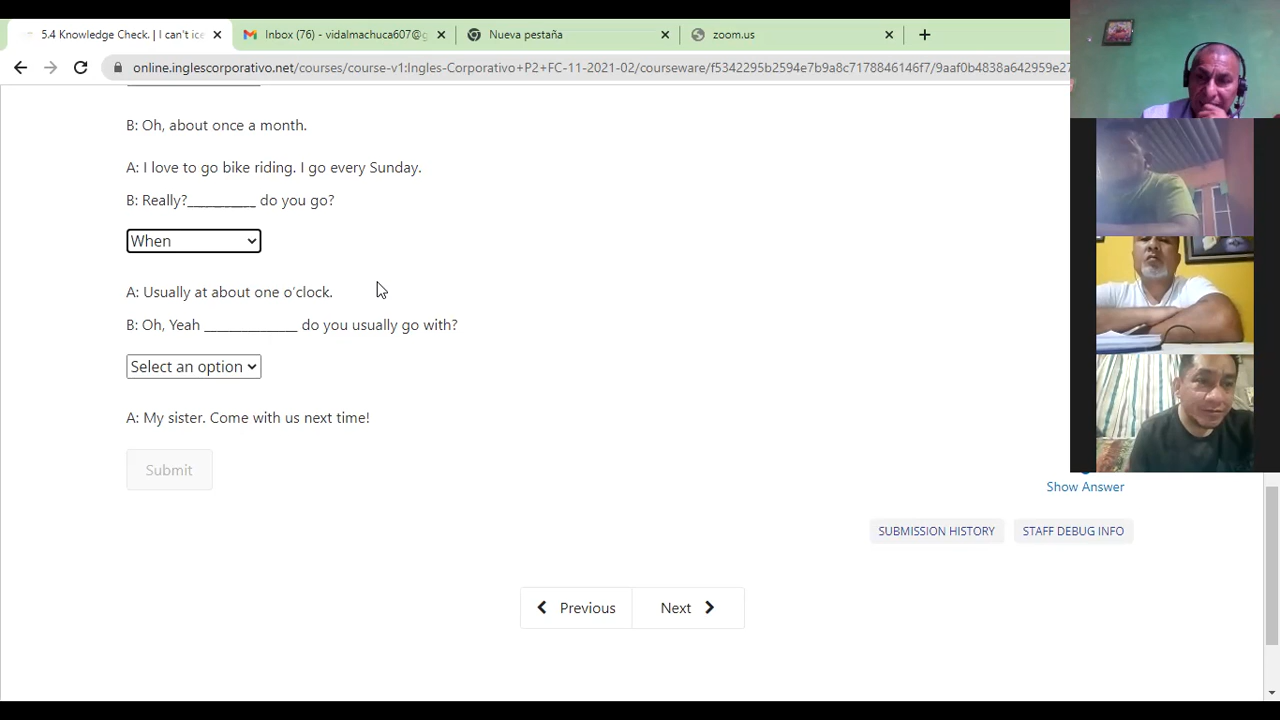 5.4 Knowledge Check. | I can't ice
Inbox (76) - vidalmachuca607@g
Nueva pestaña
zoom.us
online.inglescorporativo.net/courses/course-v1:Ingles-Corporativo+P2+FC-11-2021-02/courseware/f5342295b2594e7b9a8c7178846146f7/9aaf0b4838a642959e27
B: Oh, about once a month.
A: I love to go bike riding. I go every Sunday.
B: Really?___________ do you go?
When
A: Usually at about one o'clock.
B: Oh, Yeah _______________ do you usually go with?
Select an option
A: My sister. Come with us next time!
Submit
Show Answer
SUBMISSION HISTORY
STAFF DEBUG INFO
Previous
Next